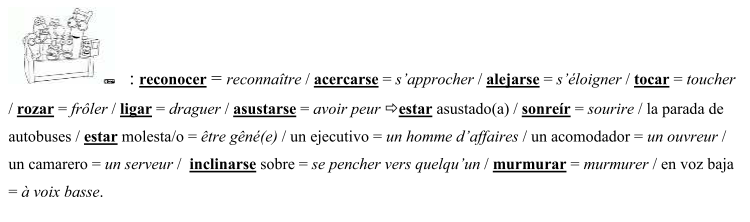 : reconocer = reconnaître / acercarse = s’approcher / alejarse = s’éloigner / tocar = toucher
/ rozar = frôler / ligar = draguer / asustarse = avoir peur ⇨estar asustado(a) / sonreír = sourire / la parada de
autobuses / estar molesta/o = être gêné(e) / un ejecutivo = un homme d’affaires / un acomodador = un ouvreur /
un camarero = un serveur / inclinarse sobre = se pencher vers quelqu’un / murmurar = murmurer / en voz baja
= à voix basse.